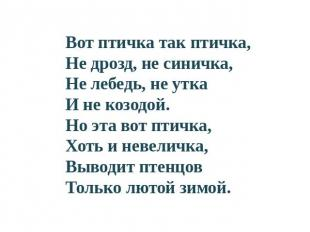 Вот птичка так птичка,
Не дрозд, не синичка,
Не лебедь, не утка
И не козодой.
Но эта вот птичка,
Хоть и невеличка,
Выводит птенцов
Только лютой зимой.